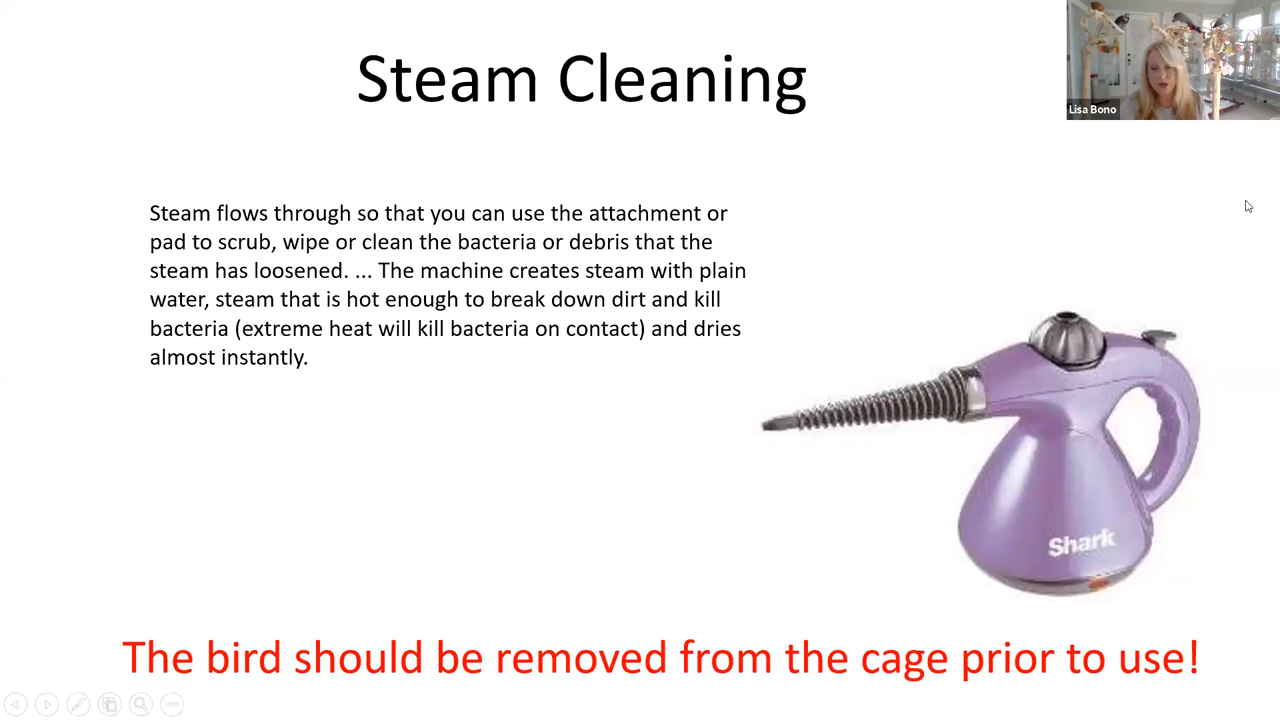 Steam Cleaning
Lisa Bono
Steam flows through so that you can use the attachment or
pad to scrub, wipe or clean the bacteria or debris that the
steam has loosened. ... The machine creates steam with plain
water, steam that is hot enough to break down dirt and kill
bacteria (extreme heat will kill bacteria on contact) and dries
almost instantly.
Shark
The bird should be removed from the cage prior to use!